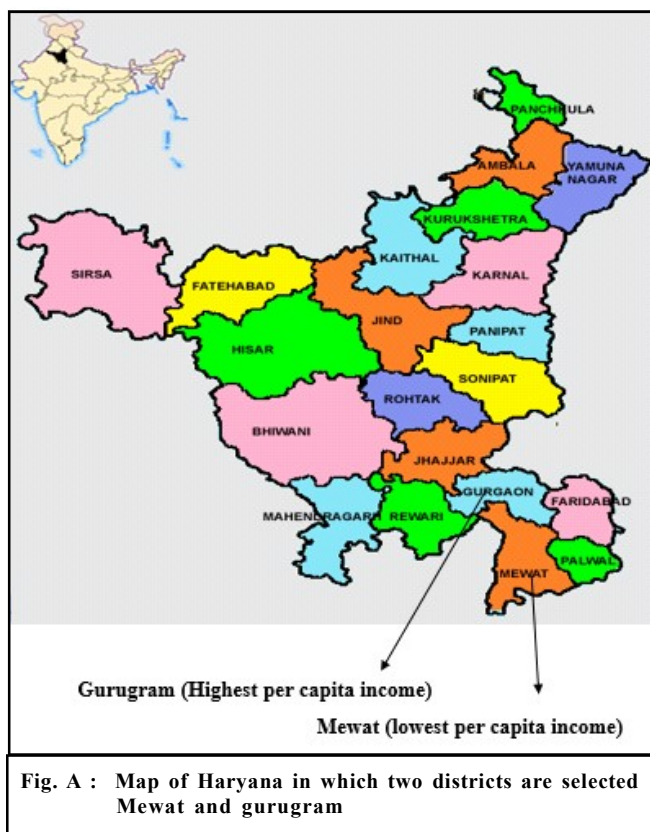 PANCHKULA
AMBALA
YAMUNA
NAGAR
KURUKSHETRA
KAITHAL
KARNAL
SIRSA
FATEHABAD
JIND
PANIPAT
HISAR
SONIPAT
ROHTAK
BHIWANI
JHAJJAR
GURGAON
FARIDABAD
MAHENDRAGARH
REWARI
PALWAL
MEWAT
Gurugram (Highest per capita income)
Mewat (lowest per capita income)
Fig. A : Map of Haryana in which two districts are selected
Mewat and gurugram